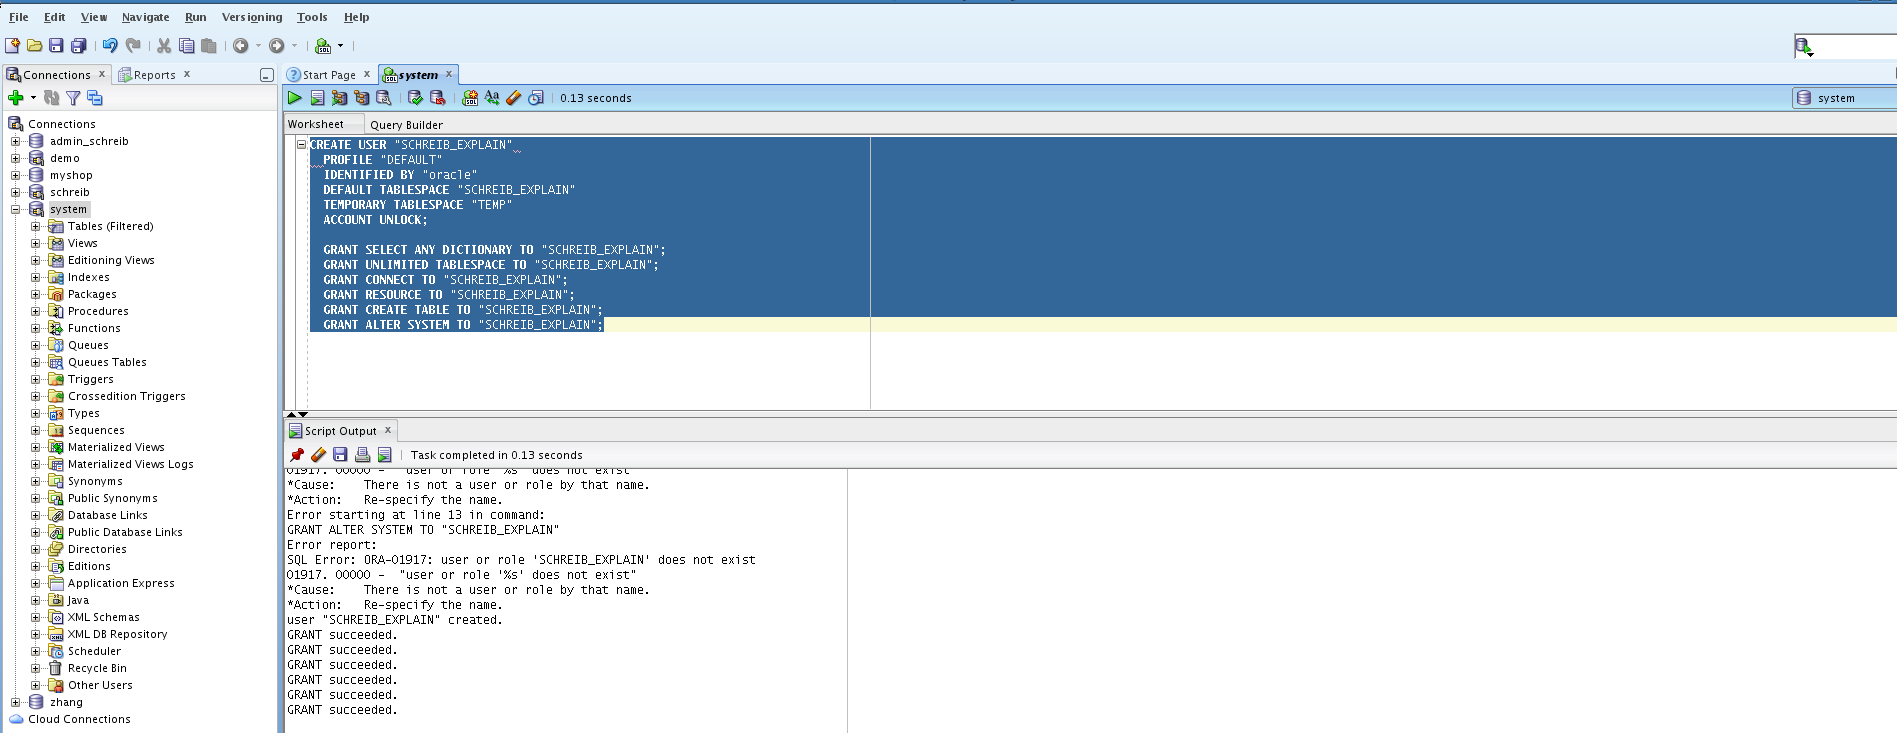 File Edit View Navigate Run Versioning Tools Help
Connections x Reports x
Start Page x system x
0.13 seconds
system
Worksheet Query Builder
Connections
admin_schreib
demo
myshop
schreib
system
Tables (Filtered)
Views
Editioning Views
Indexes
Packages
Procedures
Functions
Queues
Queues Tables
Triggers
Crossedition Triggers
Types
Sequences
Materialized Views
Materialized Views Logs
Synonyms
Public Synonyms
Database Links
Public Database Links
Directories
Editions
Application Express
Java
XML Schemas
XML DB Repository
Scheduler
Recycle Bin
Other Users
zhang
Cloud Connections
CREATE USER "SCHREIB_EXPLAIN"
PROFILE "DEFAULT"
IDENTIFIED BY "oracle"
DEFAULT TABLESPACE "SCHREIB_EXPLAIN"
TEMPORARY TABLESPACE "TEMP"
ACCOUNT UNLOCK;
GRANT SELECT ANY DICTIONARY TO "SCHREIB_EXPLAIN";
GRANT UNLIMITED TABLESPACE TO "SCHREIB_EXPLAIN";
GRANT CONNECT TO "SCHREIB_EXPLAIN";
GRANT RESOURCE TO "SCHREIB_EXPLAIN";
GRANT CREATE TABLE TO "SCHREIB_EXPLAIN";
GRANT ALTER SYSTEM TO "SCHREIB_EXPLAIN";
Script Output x
Task completed in 0.13 seconds
01917. 00000 - "user or role '%s' does not exist"
*Cause: There is not a user or role by that name.
*Action: Re-specify the name.
Error starting at line 13 in command:
GRANT ALTER SYSTEM TO "SCHREIB_EXPLAIN"
Error report:
SQL Error: ORA-01917: user or role 'SCHREIB_EXPLAIN' does not exist
01917. 00000 - "user or role '%s' does not exist"
*Cause: There is not a user or role by that name.
*Action: Re-specify the name.
user "SCHREIB_EXPLAIN" created.
GRANT succeeded.
GRANT succeeded.
GRANT succeeded.
GRANT succeeded.
GRANT succeeded.
GRANT succeeded.